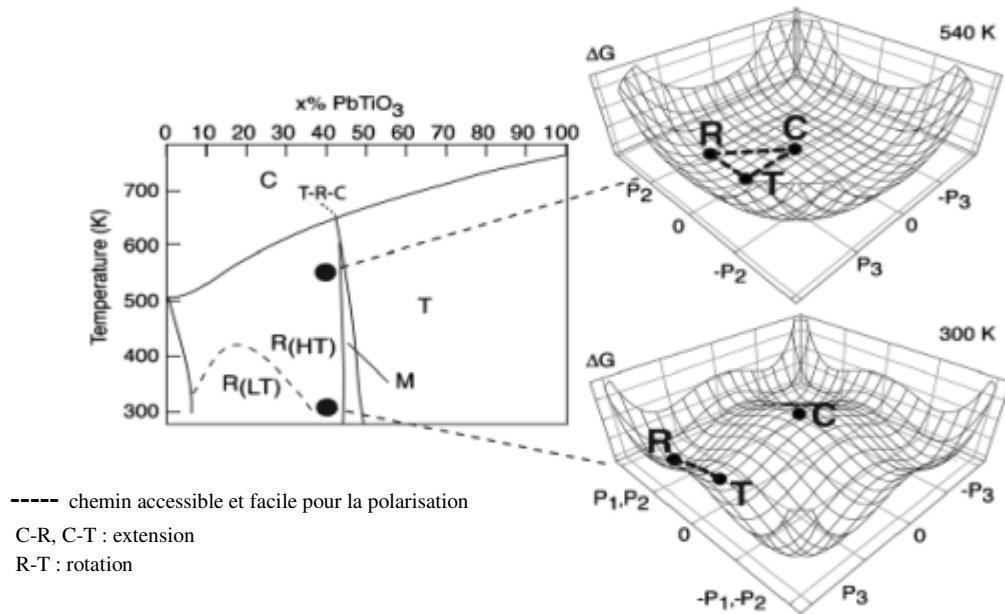 x% PbTiO3
0 10 20 30 40 50 60 70 80 90 100
Temperature (K)
700
600
500
400
300
C
T-R-C
T
R(HT)
R(LT)
M
540 K
ΔG
R
C
T
P2
0
-P2
P3
0
-P3
300 K
ΔG
R
C
T
P1,P2
0
-P1,-P2
P3
0
-P3
----- chemin accessible et facile pour la polarisation
C-R, C-T : extension
R-T : rotation